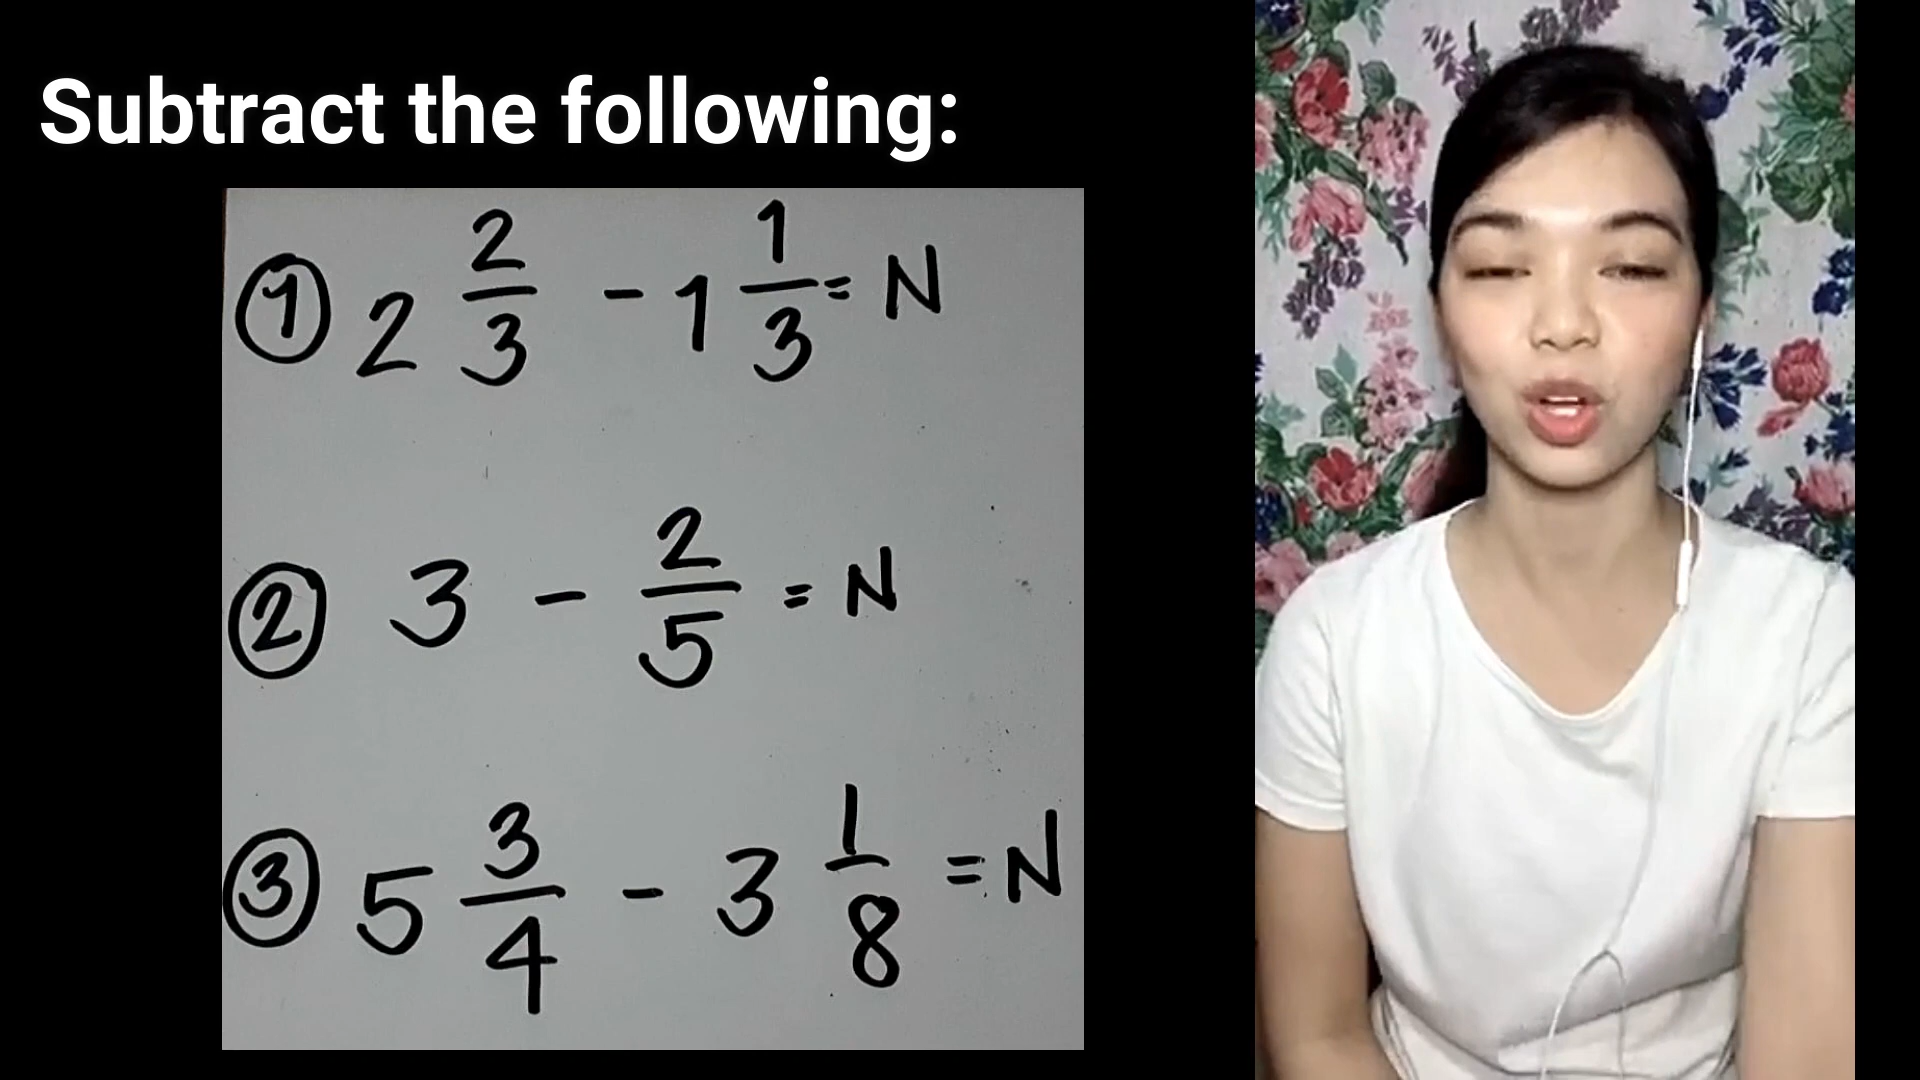 Subtract the following:
① 2 2/3 - 1 1/3 = N
② 3 - 2/5 = N
③ 5 3/4 - 3 1/8 = N